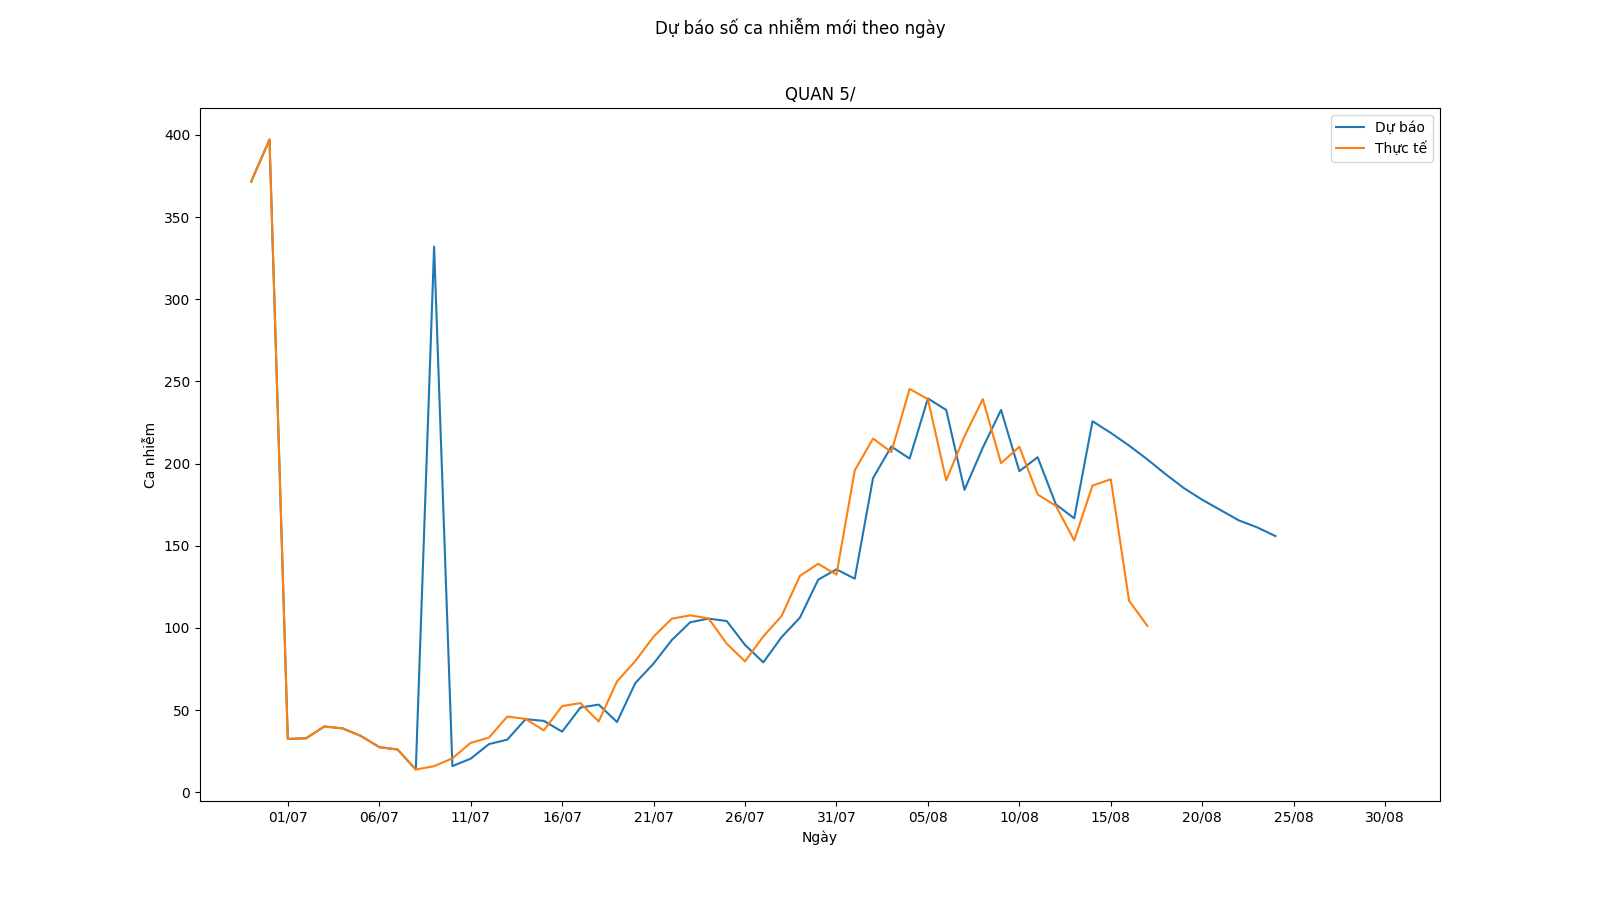 Dự báo số ca nhiễm mới theo ngày
QUAN 5/
Dự báo
Thực tế
400
350
300
250
200
150
100
50
0
Ca nhiễm
01/07 06/07 11/07 16/07 21/07 26/07 31/07 05/08 10/08 15/08 20/08 25/08 30/08
Ngày